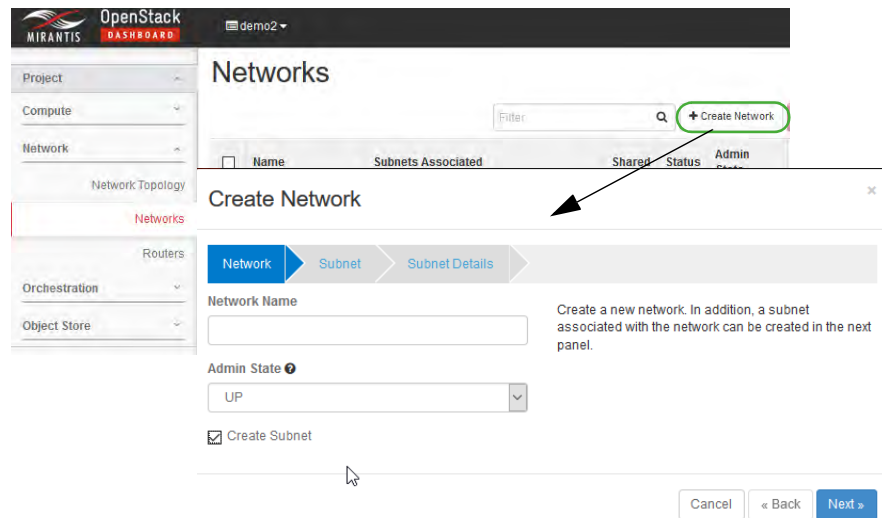 MIRANTIS
OpenStack
DASHBOARD
demo2
Project
Compute
Network
Network Topology
Networks
Routers
Orchestration
Object Store
Networks
Filter
+ Create Network
Name
Subnets Associated
Shared
Status
Admin
State
Create Network
×
Network
Subnet
Subnet Details
Network Name
Create a new network. In addition, a subnet
associated with the network can be created in the next
panel.
Admin State
UP
Create Subnet
Cancel
« Back
Next »